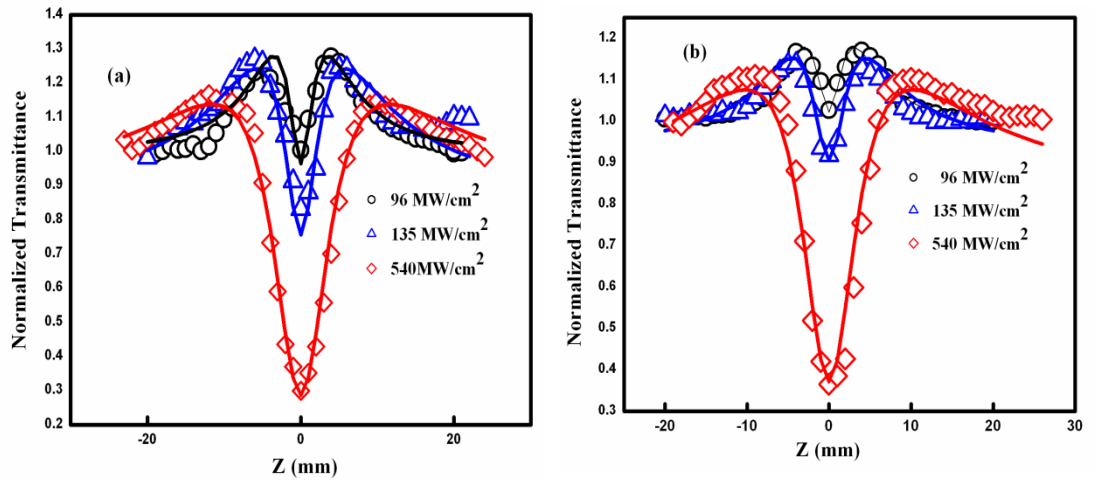 (a)
Normalized Transmittance
1.4
1.3
1.2
1.1
1.0
0.9
0.8
0.7
0.6
0.5
0.4
0.3
0.2
96 MW/cm²
135 MW/cm²
540MW/cm²
-20 0 20
Z (mm)
(b)
Normalized Transmittance
1.2
1.1
1.0
0.9
0.8
0.7
0.6
0.5
0.4
0.3
96 MW/cm²
135 MW/cm²
540 MW/cm²
-20 -10 0 10 20 30
Z (mm)